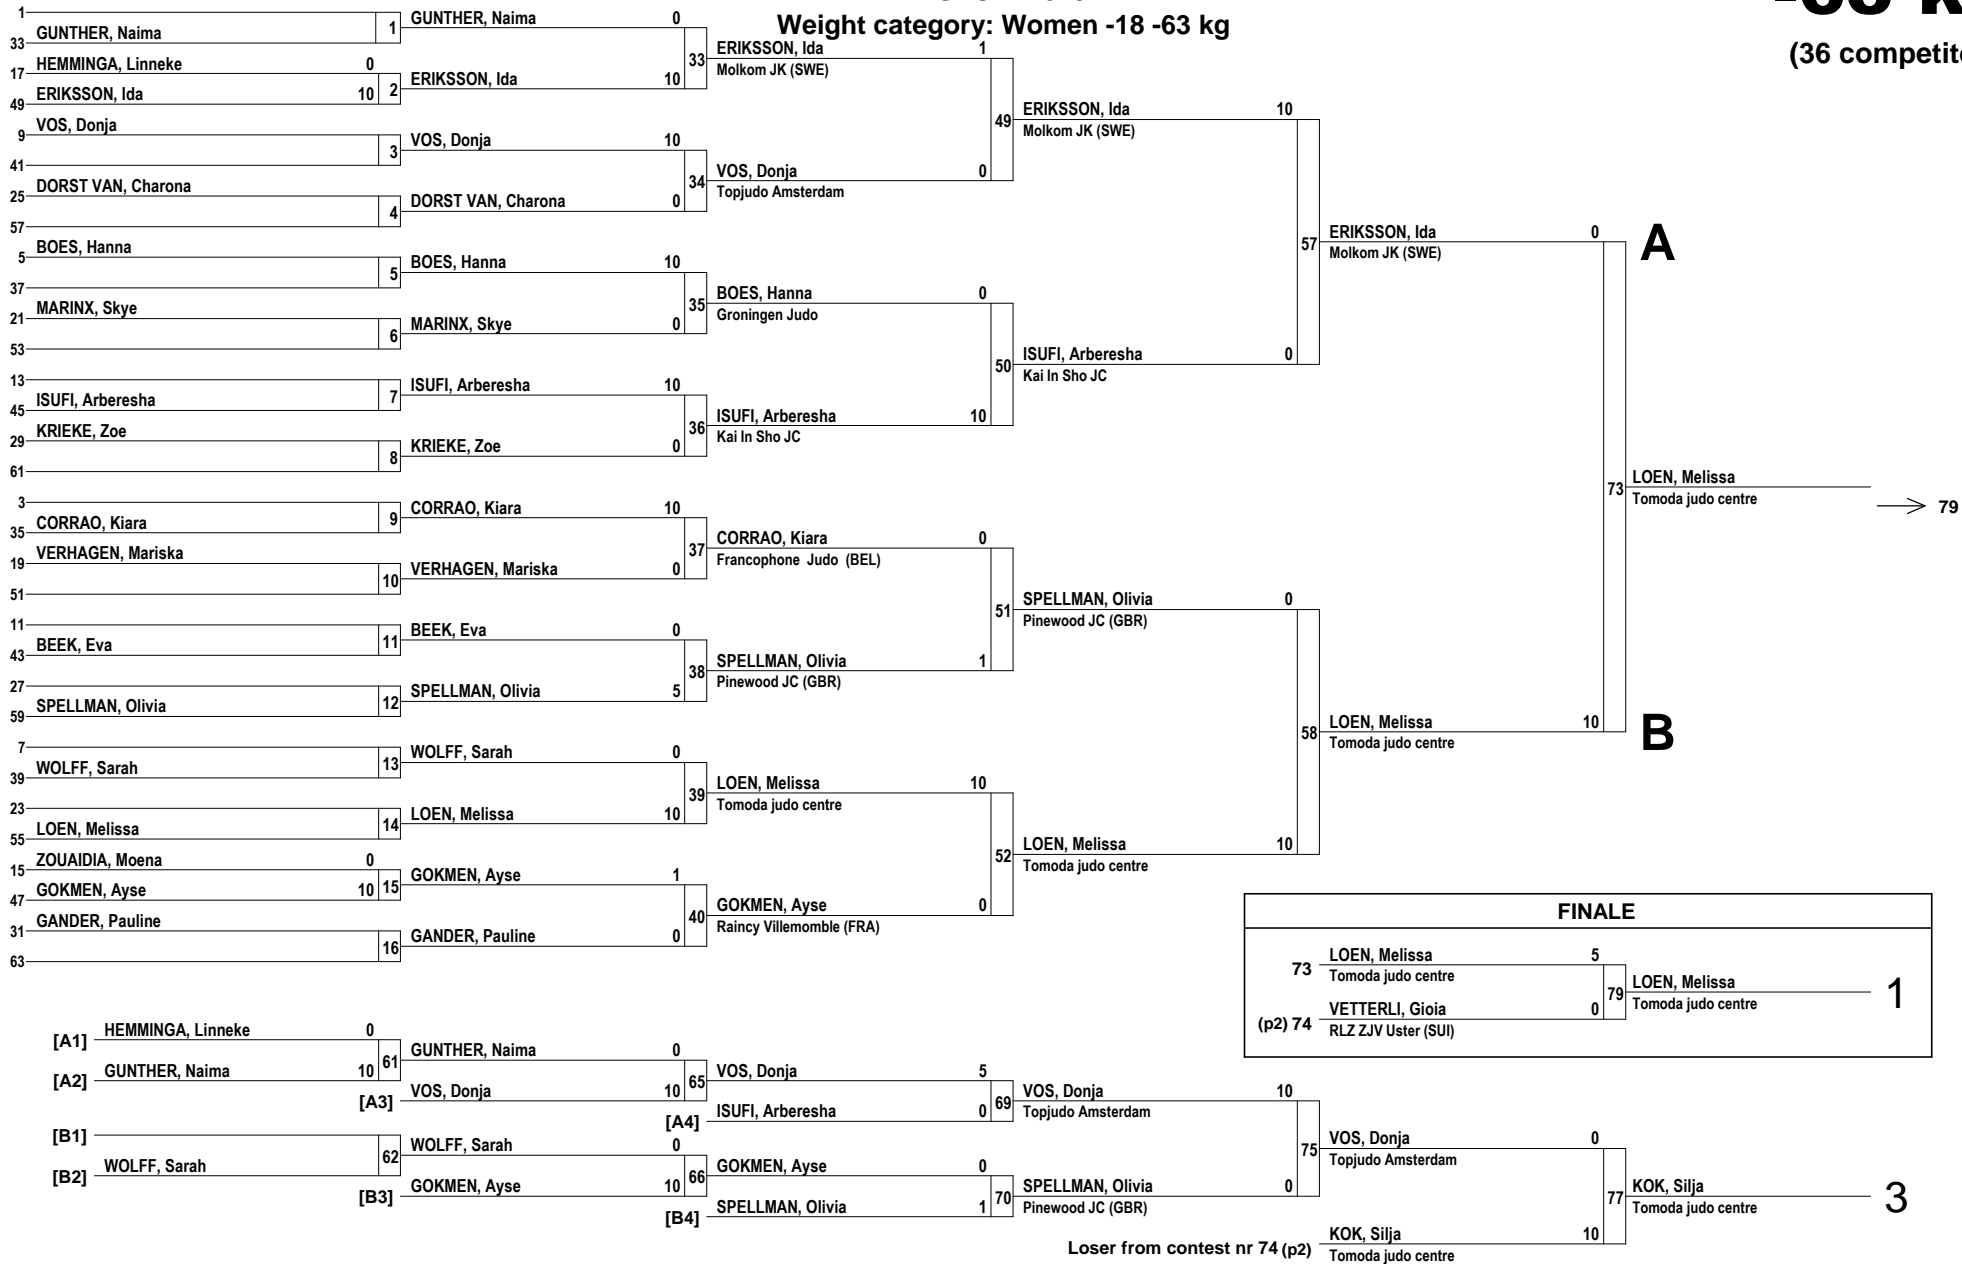 Weight category: Women -18 -63 kg
(36 competit
1
33 GUNTHER, Naima
1
17 HEMMINGA, Linneke 0
49 ERIKSSON, Ida 10
2
9 VOS, Donja
41
3
25 DORST VAN, Charona
57
4
5 BOES, Hanna
37
5
21 MARINX, Skye
53
6
13
45 ISUFI, Arberesha
7
29 KRIEKE, Zoe
61
8
3
35 CORRAO, Kiara
9
19 VERHAGEN, Mariska
51
10
11
43 BEEK, Eva
11
27
59 SPELLMAN, Olivia
12
7
39 WOLFF, Sarah
13
23
55 LOEN, Melissa
14
15 ZOUAIDIA, Moena 0
47 GOKMEN, Ayse 10
15
31 GANDER, Pauline
63
16
GUNTHER, Naima 0
ERIKSSON, Ida 10
33
VOS, Donja 10
DORST VAN, Charona 0
34
BOES, Hanna 10
MARINX, Skye 0
35
ISUFI, Arberesha 10
KRIEKE, Zoe 0
36
CORRAO, Kiara 10
VERHAGEN, Mariska 0
37
BEEK, Eva 0
SPELLMAN, Olivia 5
38
WOLFF, Sarah 0
LOEN, Melissa 10
39
GOKMEN, Ayse 1
GANDER, Pauline 0
40
ERIKSSON, Ida 1
Molkom JK (SWE)
VOS, Donja 0
Topjudo Amsterdam
49
BOES, Hanna 0
Groningen Judo
ISUFI, Arberesha 10
Kai In Sho JC
50
CORRAO, Kiara 0
Francophone Judo (BEL)
SPELLMAN, Olivia 1
Pinewood JC (GBR)
51
LOEN, Melissa 10
Tomoda judo centre
GOKMEN, Ayse 0
Raincy Villemomble (FRA)
52
ERIKSSON, Ida 10
Molkom JK (SWE)
ISUFI, Arberesha 0
Kai In Sho JC
57
SPELLMAN, Olivia 0
Pinewood JC (GBR)
LOEN, Melissa 10
Tomoda judo centre
58
ERIKSSON, Ida 0
Molkom JK (SWE)
A
LOEN, Melissa 10
Tomoda judo centre
B
73
LOEN, Melissa
Tomoda judo centre
79
FINALE
73 LOEN, Melissa 5
Tomoda judo centre
(p2) 74 VETTERLI, Gioia 0
RLZ ZJV Uster (SUI)
79
LOEN, Melissa
Tomoda judo centre
1
[A1] HEMMINGA, Linneke 0
[A2] GUNTHER, Naima 10
61
[B1]
[B2] WOLFF, Sarah
62
GUNTHER, Naima 0
[A3] VOS, Donja 10
65
WOLFF, Sarah 0
[B3] GOKMEN, Ayse 10
66
VOS, Donja 5
[A4] ISUFI, Arberesha 0
69
GOKMEN, Ayse 0
[B4] SPELLMAN, Olivia 1
70
VOS, Donja 10
Topjudo Amsterdam
SPELLMAN, Olivia 0
Pinewood JC (GBR)
75
VOS, Donja 0
Topjudo Amsterdam
Loser from contest nr 74 (p2) KOK, Silja 10
Tomoda judo centre
77
KOK, Silja
Tomoda judo centre
3